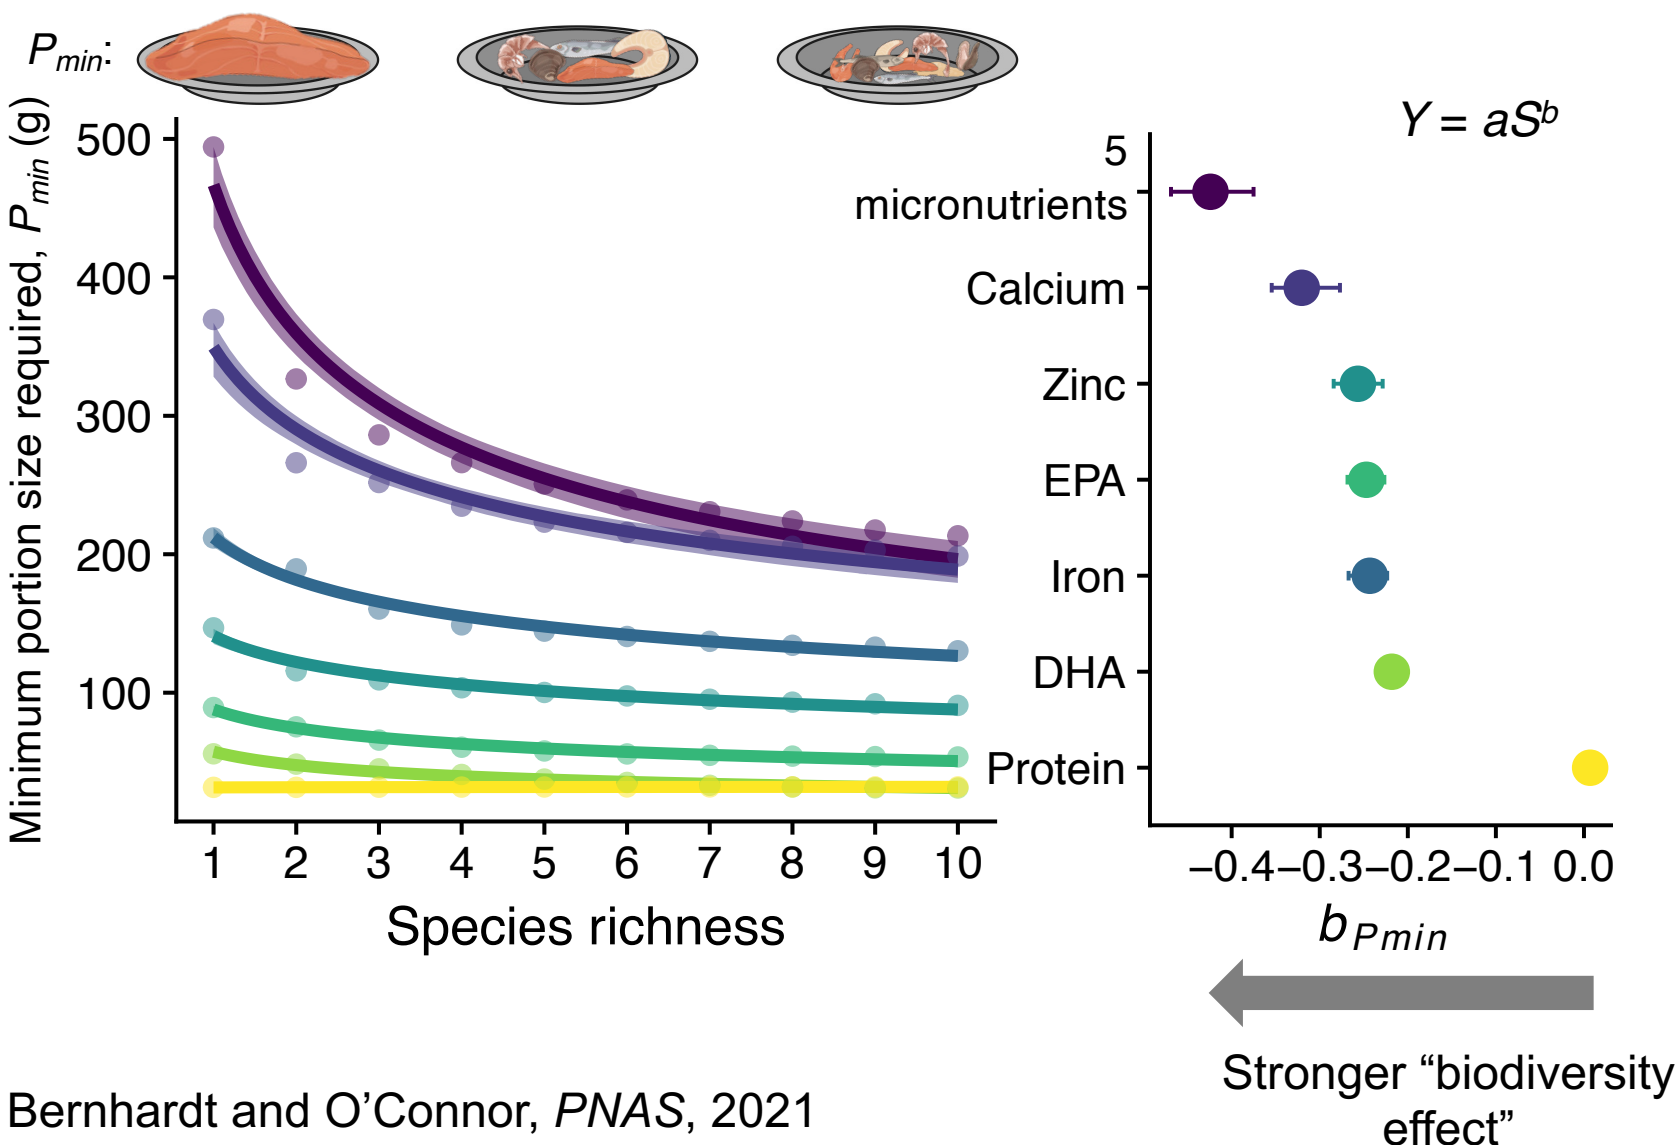 Pmin:
Y = aS^b
Minimum portion size required, Pmin (g)
500
400
300
200
100
1 2 3 4 5 6 7 8 9 10
Species richness
5
micronutrients
Calcium
Zinc
EPA
Iron
DHA
Protein
−0.4 −0.3 −0.2 −0.1 0.0
bPmin
Stronger “biodiversity
effect”
Bernhardt and O’Connor, PNAS, 2021